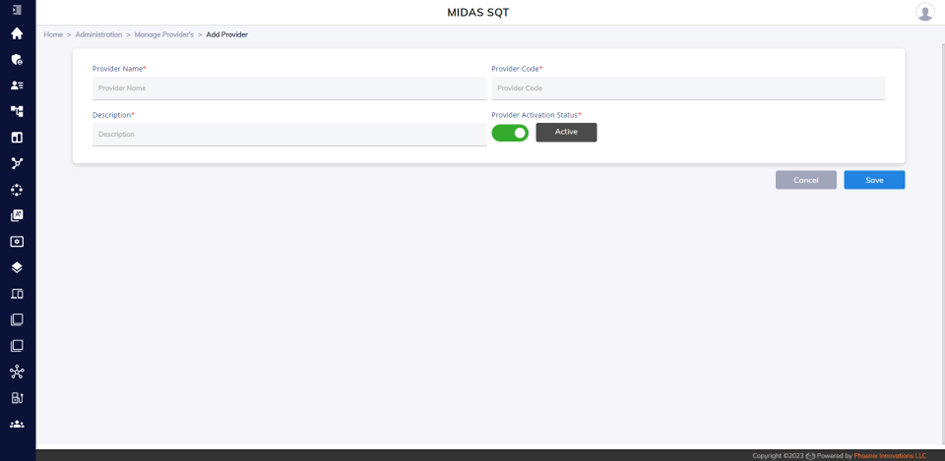 MIDAS SQT
Home > Administration > Manage Provider's > Add Provider
Provider Name* Provider Code*
Provider Name Provider Code
Description* Provider Activation Status*
Description Active
Cancel Save
Copyright ©2023 Powered by Phoenix Innovations LLC